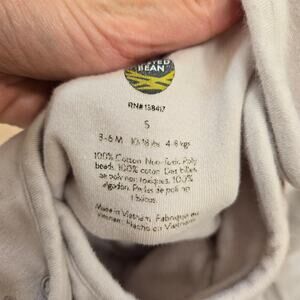 BEAN
RN# 138417
S
3-6 M 10-18 lbs 4-8 kgs
100% Cotton. Non-Toxic Poly
beads. 100% coton. Des billes
en poly non toxiques. 100%
algodon. Perlas de poli no
Made in Vietnam. Fabriqué au
Vietnam. Hecho en Vietnam